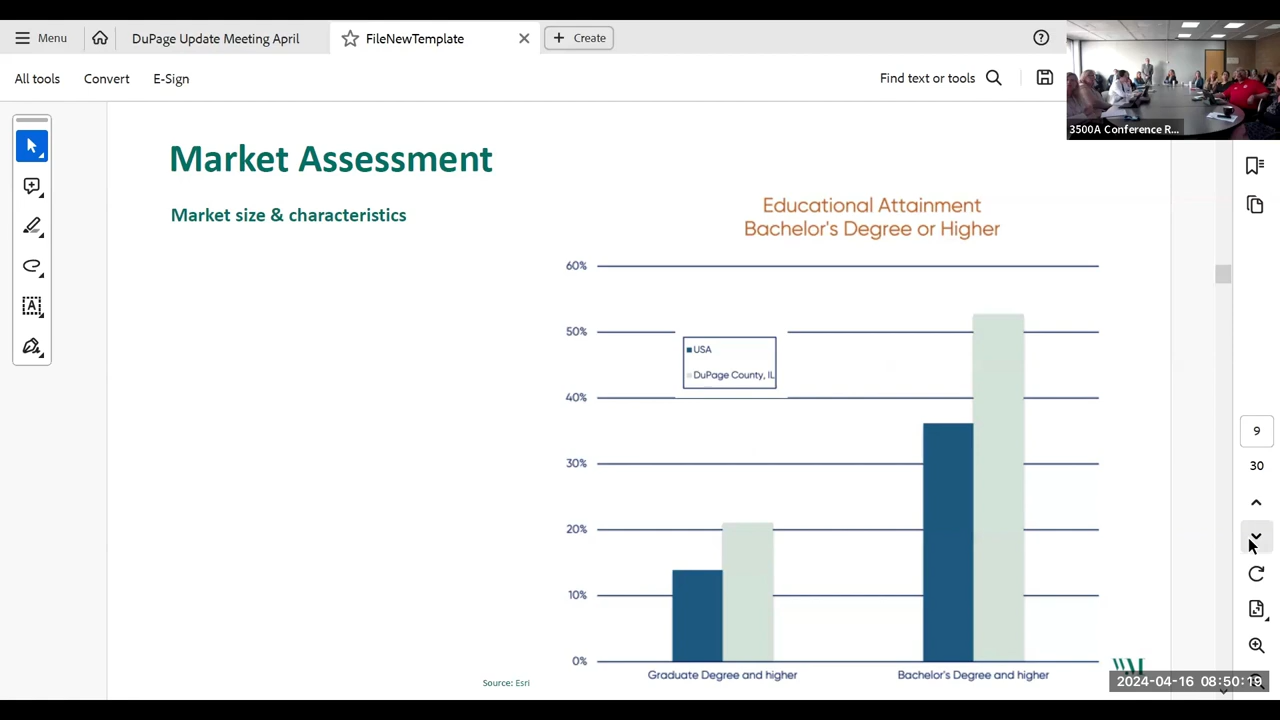 Menu
DuPage Update Meeting April
FileNewTemplate
Create
All tools
Convert
E-Sign
Find text or tools
3500A Conference R...
Market Assessment
Market size & characteristics
Educational Attainment
Bachelor's Degree or Higher
60%
50%
40%
30%
20%
10%
0%
USA
DuPage County, IL
Graduate Degree and higher
Bachelor's Degree and higher
Source: Esri
WM
9
30
2024-04-16 08:50:19